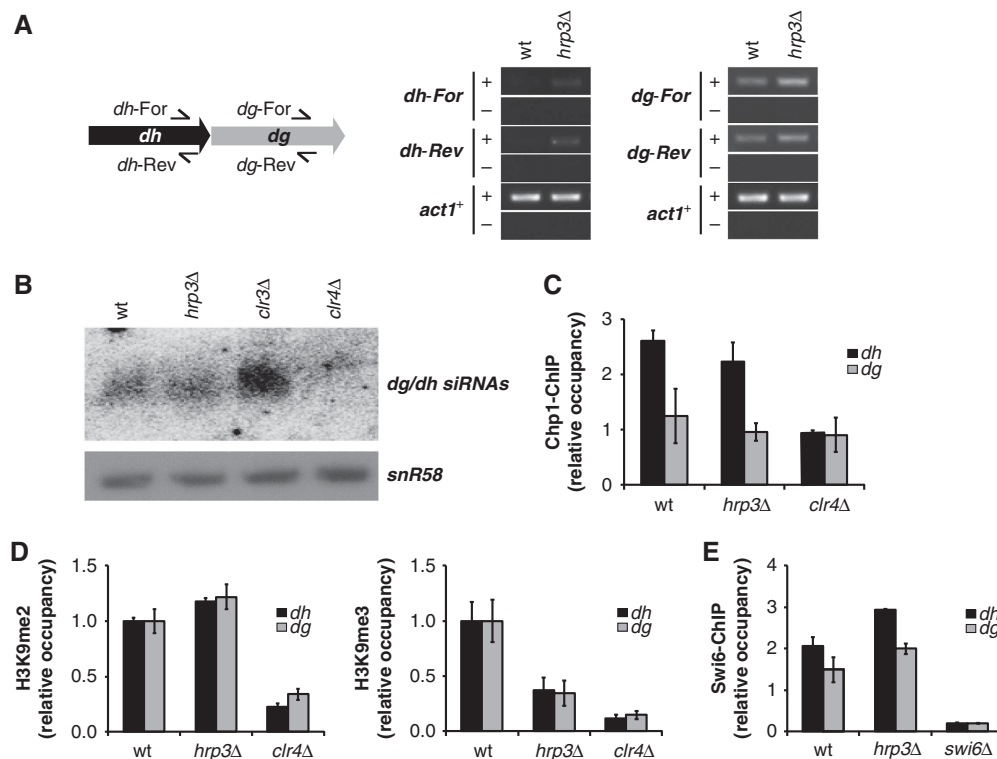 A
dh-For
dg-For
dh
dg
dh-Rev
dg-Rev
wt
hrp3Δ
dh-For
+
−
dh-Rev
+
−
act1+
+
−
wt
hrp3Δ
dg-For
+
−
dg-Rev
+
−
act1+
+
−
B
wt
hrp3Δ
clr3Δ
clr4Δ
dg/dh siRNAs
snR58
C
Chp1-ChIP
(relative occupancy)
3
2
1
0
dh
dg
wt
hrp3Δ
clr4Δ
D
H3K9me2
(relative occupancy)
1.5
1.0
0.5
0.0
dh
dg
wt
hrp3Δ
clr4Δ
H3K9me3
(relative occupancy)
1.5
1.0
0.5
0.0
dh
dg
wt
hrp3Δ
clr4Δ
E
Swi6-ChIP
(relative occupancy)
4
3
2
1
0
dh
dg
wt
hrp3Δ
swi6Δ